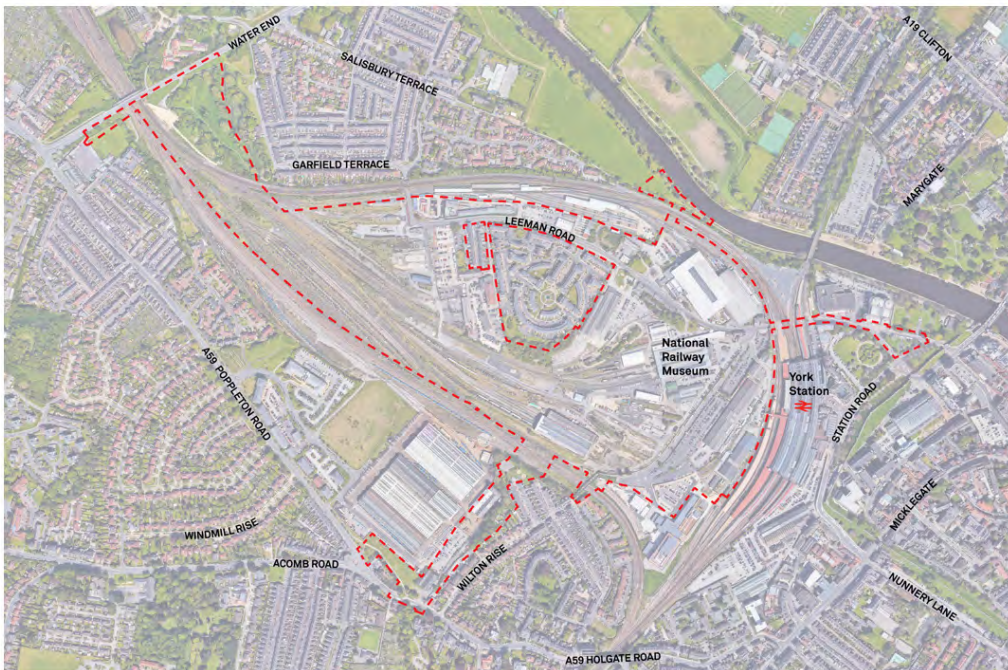 WATER END
SALISBURY TERRACE
A19 CLIFTON
GARFIELD TERRACE
MARYGATE
LEEMAN ROAD
National
Railway
Museum
York
Station
STATION ROAD
A59 POPPLETON ROAD
MICKLEGATE
WINDMILL RISE
ACOMB ROAD
WILTON RISE
NUNNERY LANE
A59 HOLGATE ROAD